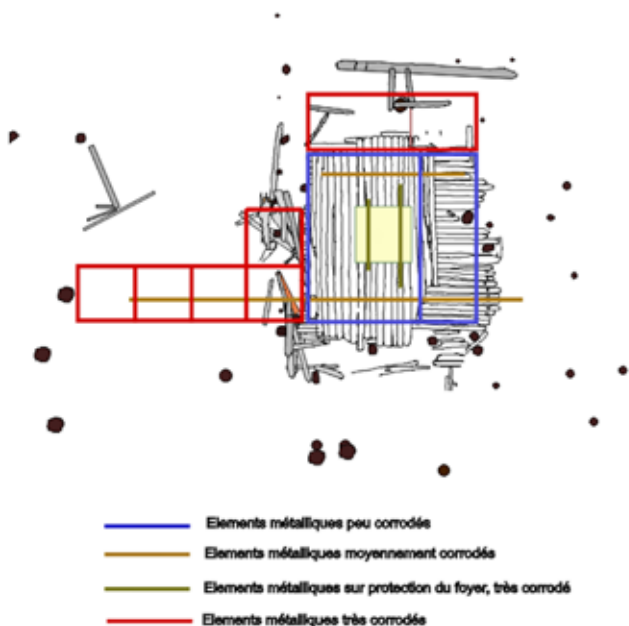 Elements métalliques peu corrodés
Elements métalliques moyennement corrodés
Elements métalliques sur protection du foyer, très corrodé
Elements métalliques très corrodés